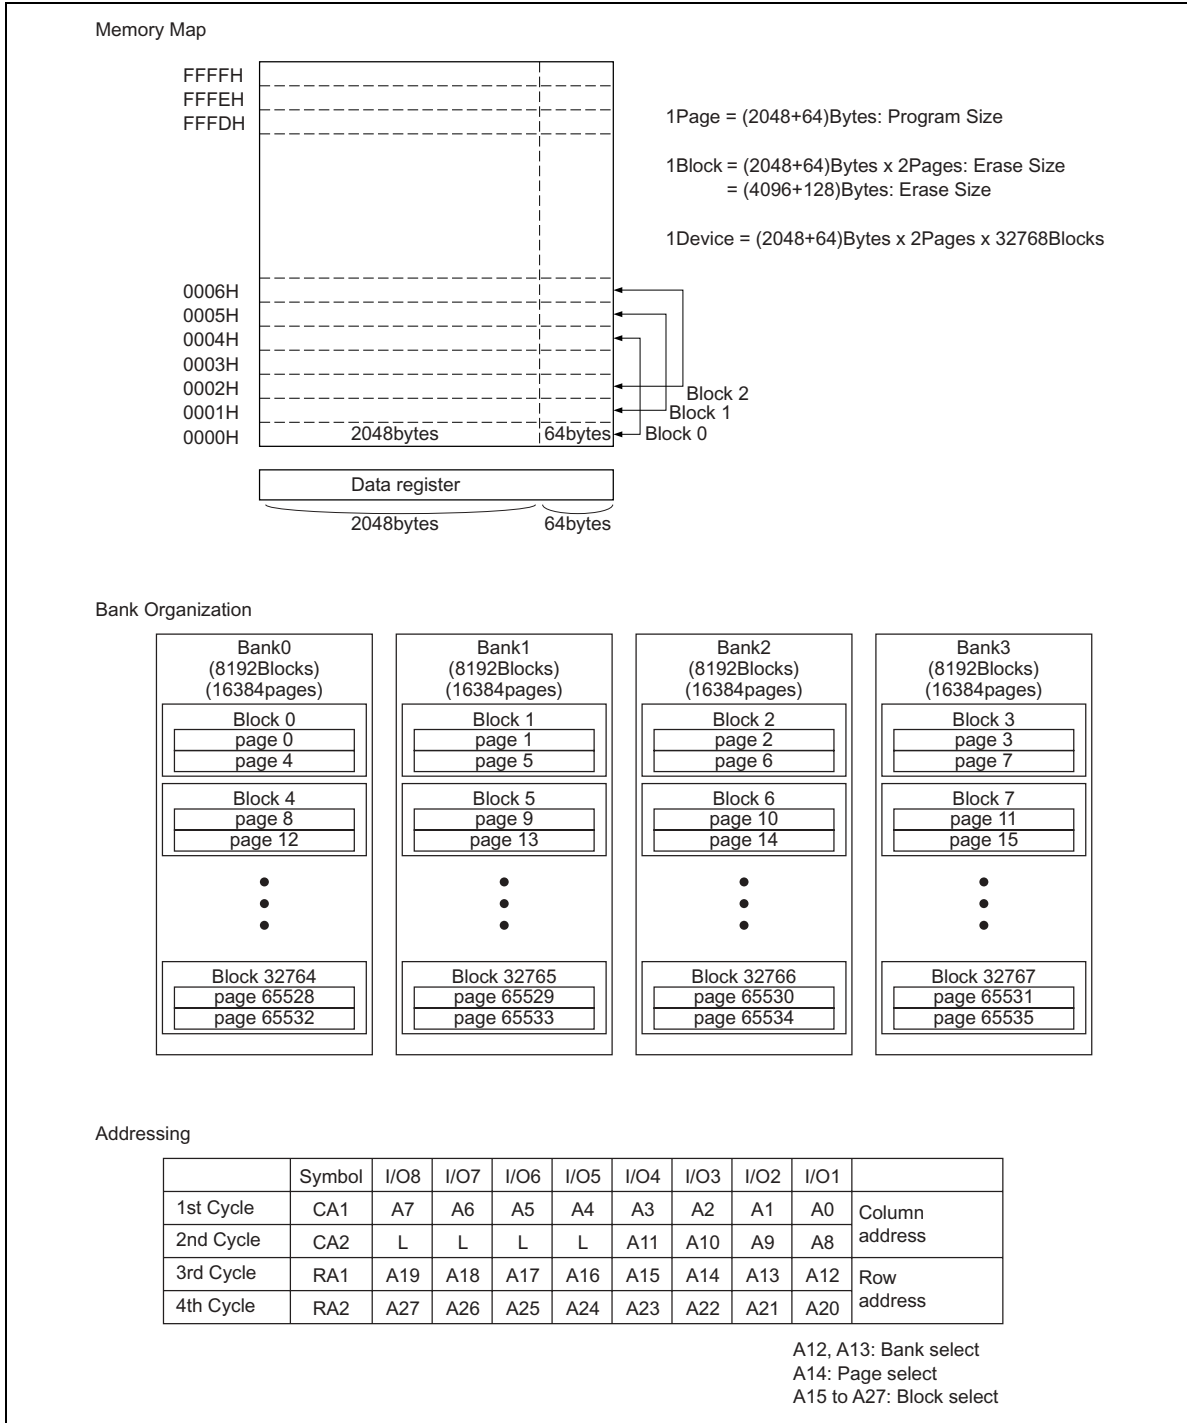 Memory Map
FFFFH
FFFEH
FFFDH
1Page = (2048+64)Bytes: Program Size
1Block = (2048+64)Bytes x 2Pages: Erase Size
= (4096+128)Bytes: Erase Size
1Device = (2048+64)Bytes x 2Pages x 32768Blocks
0006H
0005H
0004H
0003H
0002H
0001H
0000H
2048bytes 64bytes
Block 2
Block 1
Block 0
Data register
2048bytes 64bytes
Bank Organization
Bank0
(8192Blocks)
(16384pages)
Block 0
page 0
page 4
Block 4
page 8
page 12
Block 32764
page 65528
page 65532
Bank1
(8192Blocks)
(16384pages)
Block 1
page 1
page 5
Block 5
page 9
page 13
Block 32765
page 65529
page 65533
Bank2
(8192Blocks)
(16384pages)
Block 2
page 2
page 6
Block 6
page 10
page 14
Block 32766
page 65530
page 65534
Bank3
(8192Blocks)
(16384pages)
Block 3
page 3
page 7
Block 7
page 11
page 15
Block 32767
page 65531
page 65535
Addressing
Symbol I/O8 I/O7 I/O6 I/O5 I/O4 I/O3 I/O2 I/O1
1st Cycle CA1 A7 A6 A5 A4 A3 A2 A1 A0 Column address
2nd Cycle CA2 L L L L A11 A10 A9 A8
3rd Cycle RA1 A19 A18 A17 A16 A15 A14 A13 A12 Row address
4th Cycle RA2 A27 A26 A25 A24 A23 A22 A21 A20
A12, A13: Bank select
A14: Page select
A15 to A27: Block select